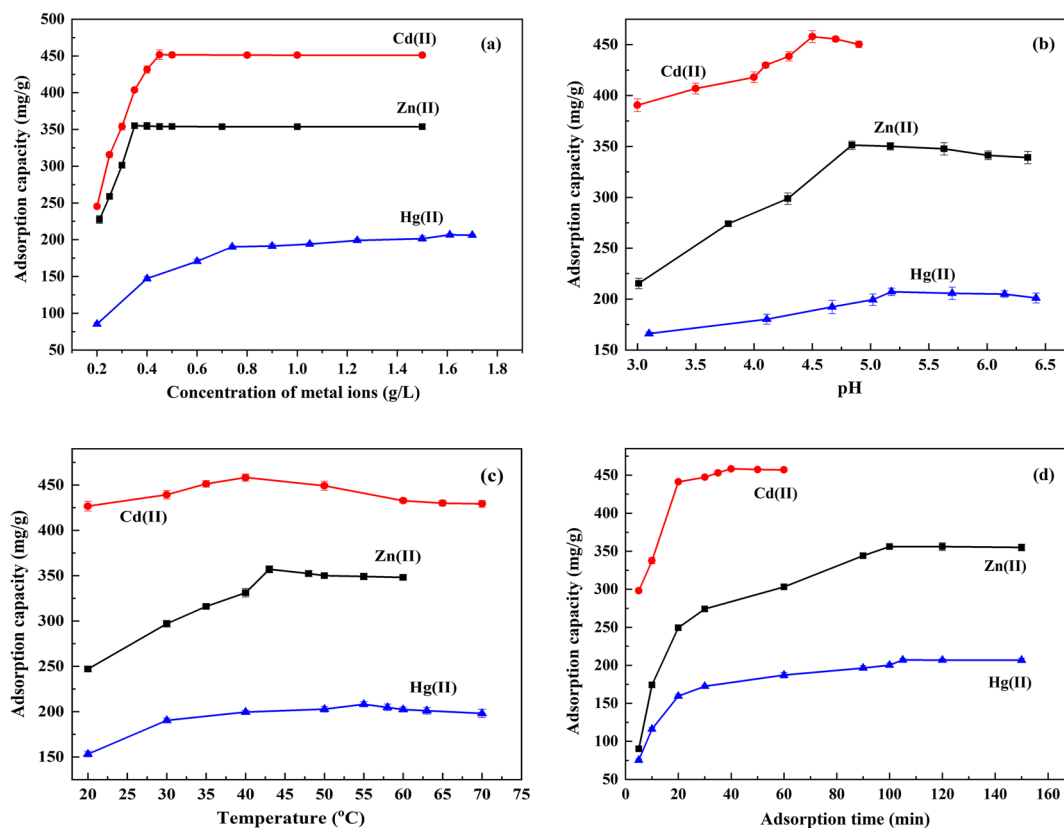 500
450
400
350
300
250
200
150
100
50
0.2 0.4 0.6 0.8 1.0 1.2 1.4 1.6 1.8
Adsorption capacity (mg/g)
Concentration of metal ions (g/L)
(a)
Cd(II)
Zn(II)
Hg(II)
450
400
350
300
250
200
150
3.0 3.5 4.0 4.5 5.0 5.5 6.0 6.5
Adsorption capacity (mg/g)
pH
(b)
Cd(II)
Zn(II)
Hg(II)
450
400
350
300
250
200
150
20 25 30 35 40 45 50 55 60 65 70 75
Adsorption capacity (mg/g)
Temperature (°C)
(c)
Cd(II)
Zn(II)
Hg(II)
450
400
350
300
250
200
150
100
50
0 20 40 60 80 100 120 140 160
Adsorption capacity (mg/g)
Adsorption time (min)
(d)
Cd(II)
Zn(II)
Hg(II)